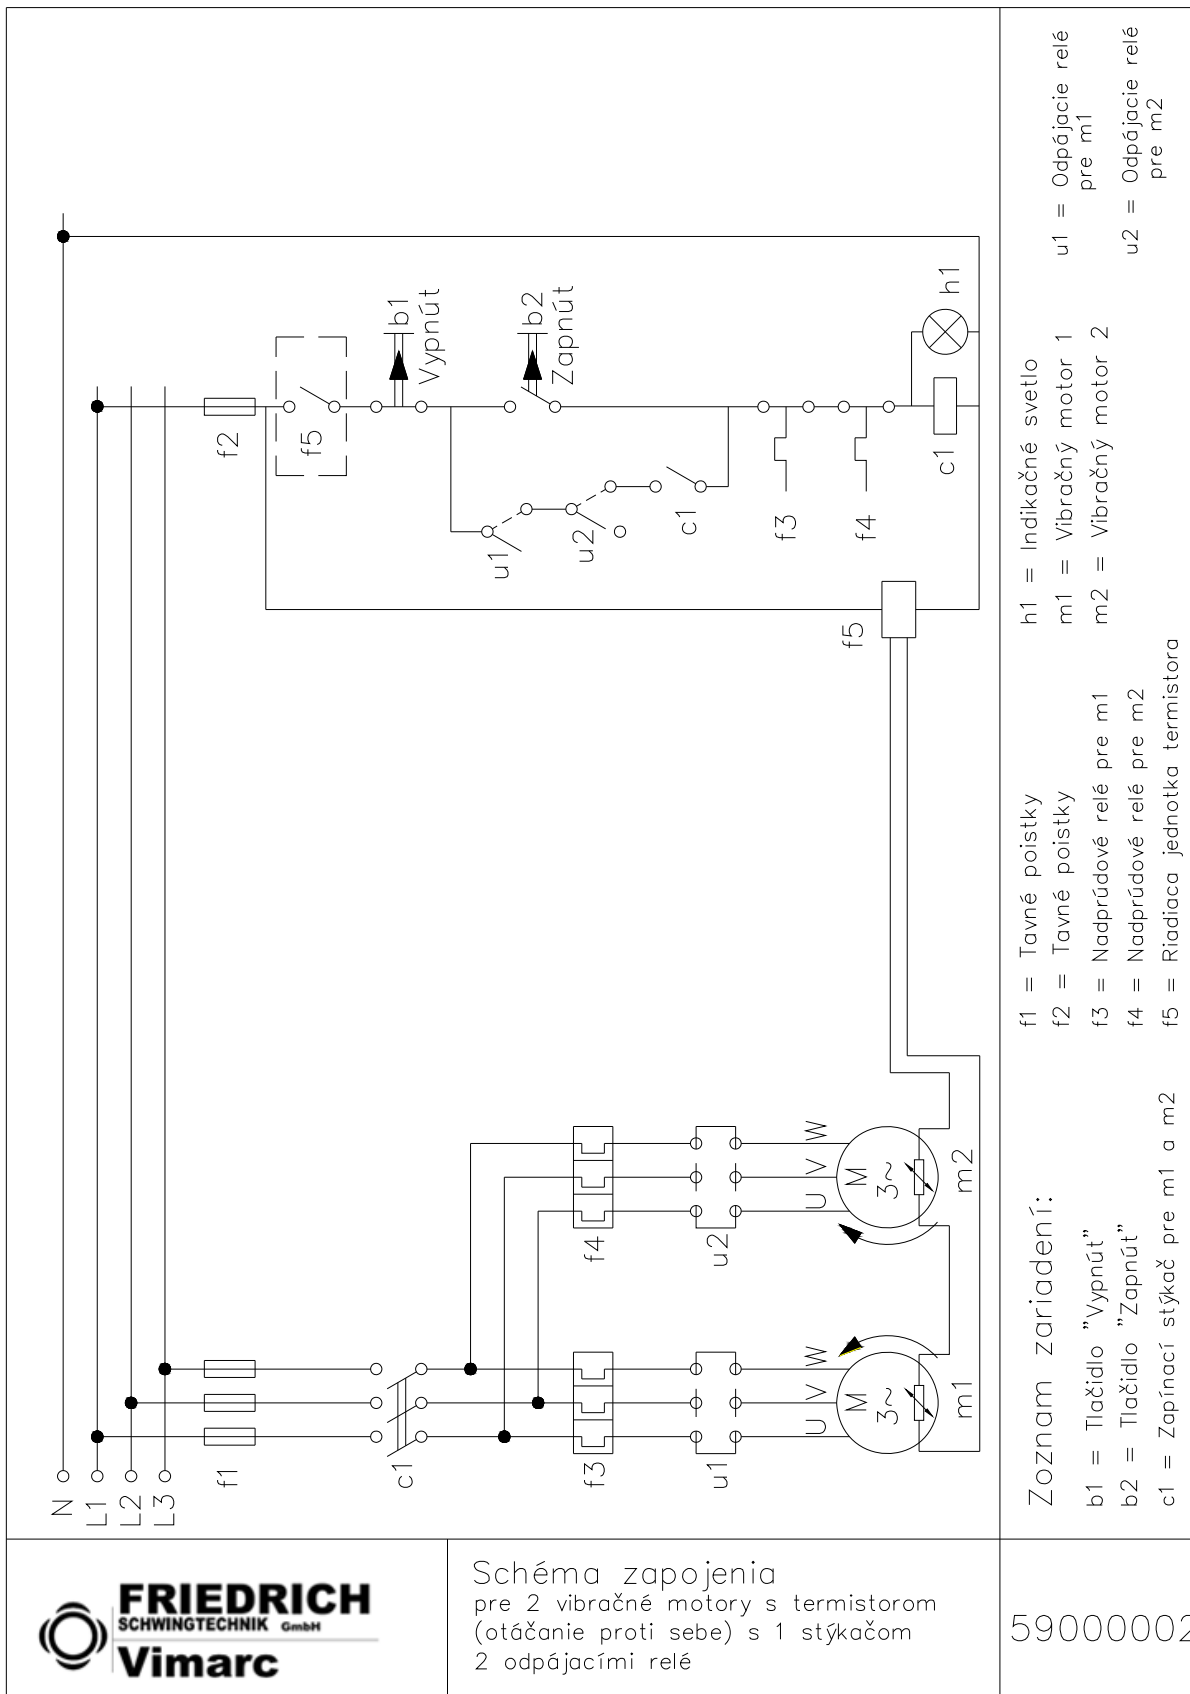 N
L1
L2
L3
f1
c1
f3
u1
U V W
M
3~
m1
f4
u2
U V W
M
3~
m2
f2
f5
b1
Vypnút
b2
Zapnút
u1
u2
c1
f3
f4
c1
h1
f5
Zoznam zariadení:
b1 = Tlačidlo "Vypnút"
b2 = Tlačidlo "Zapnút"
c1 = Zapínací stýkač pre m1 a m2
f1 = Tavné poistky
f2 = Tavné poistky
f3 = Nadprúdové relé pre m1
f4 = Nadprúdové relé pre m2
f5 = Riadiaca jednotka termistora
h1 = Indikačné svetlo
m1 = Vibračný motor 1
m2 = Vibračný motor 2
u1 = Odpájacie relé
pre m1
u2 = Odpájacie relé
pre m2
FRIEDRICH
SCHWINGTECHNIK GmbH
Vimarc
Schéma zapojenia
pre 2 vibračné motory s termistorom
(otáčanie proti sebe) s 1 stýkačom
2 odpájacími relé
59000002